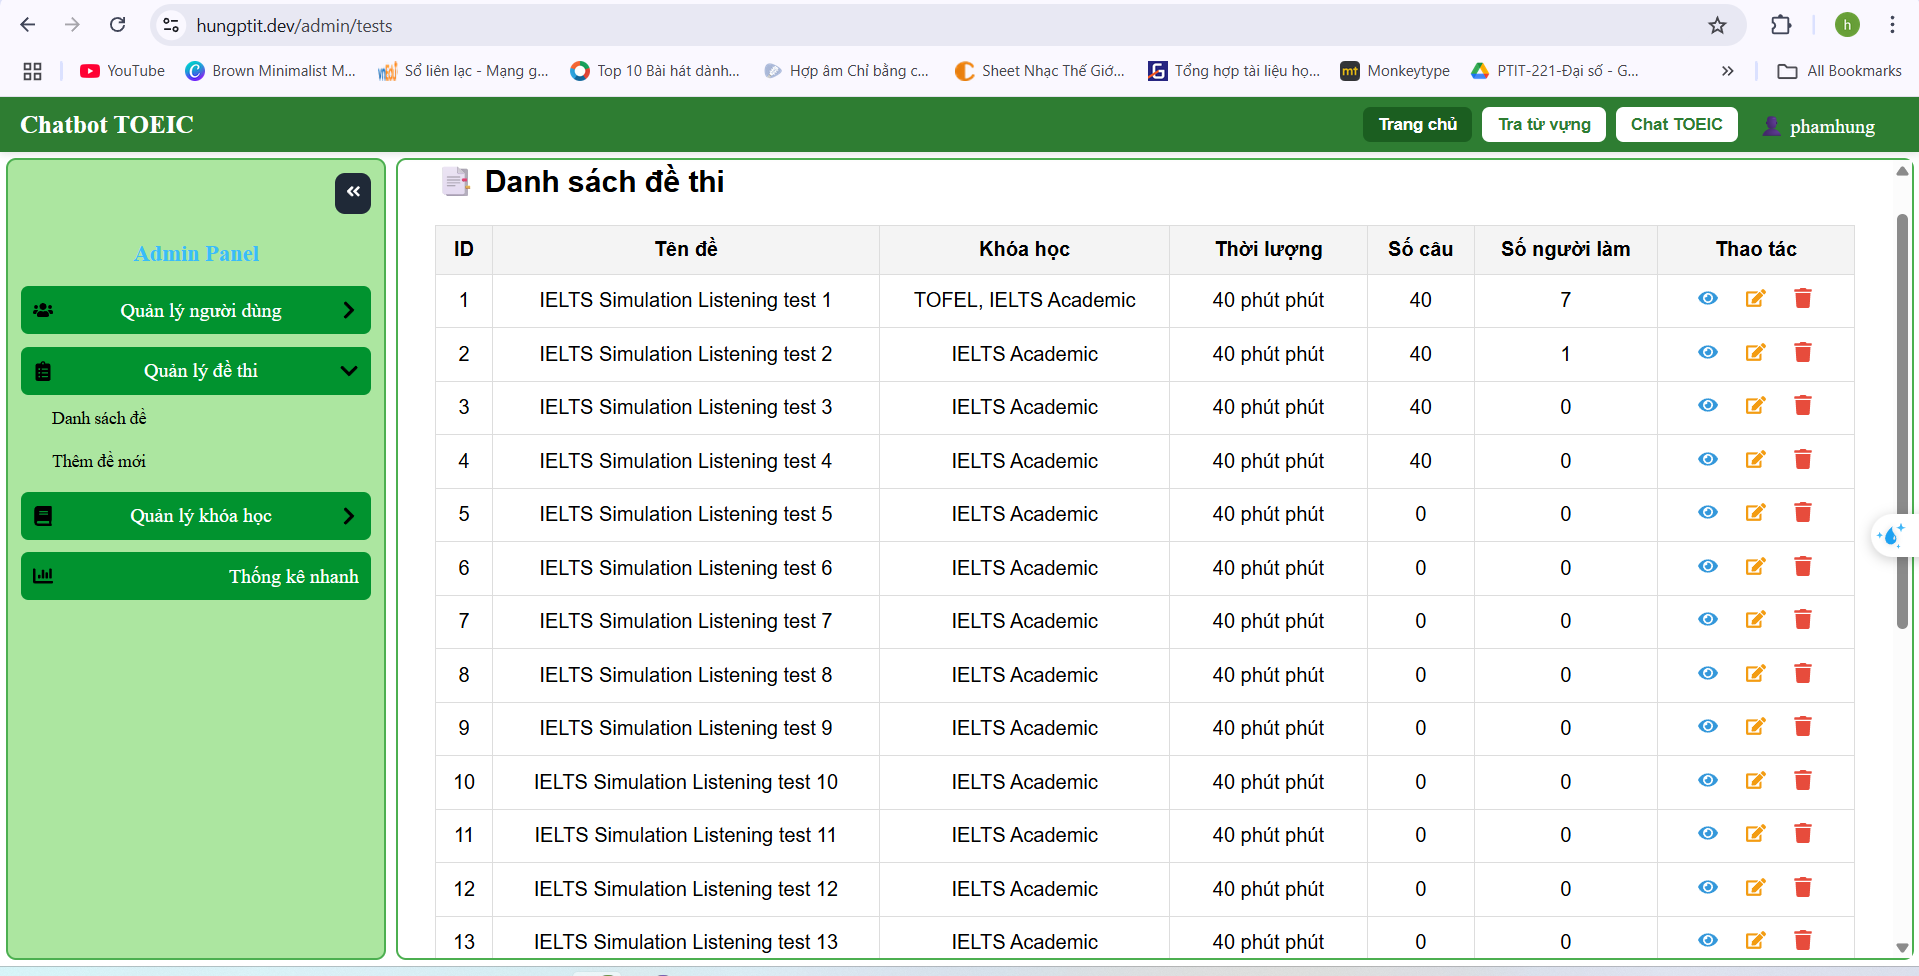 hungptit.dev/admin/tests
h
YouTube
Brown Minimalist M...
Sổ liên lạc - Mạng g...
Top 10 Bài hát dành...
Hợp âm Chỉ bằng c...
Sheet Nhạc Thế Giớ...
Tổng hợp tài liệu họ...
mt Monkeytype
PTIT-221-Đại số - G...
All Bookmarks
Chatbot TOEIC
Trang chủ
Tra từ vựng
Chat TOEIC
phamhung
Admin Panel
Quản lý người dùng
Quản lý đề thi
Danh sách đề
Thêm đề mới
Quản lý khóa học
Thống kê nhanh
Danh sách đề thi
ID Tên đề Khóa học Thời lượng Số câu Số người làm Thao tác
1 IELTS Simulation Listening test 1 TOFEL, IELTS Academic 40 phút phút 40 7
2 IELTS Simulation Listening test 2 IELTS Academic 40 phút phút 40 1
3 IELTS Simulation Listening test 3 IELTS Academic 40 phút phút 40 0
4 IELTS Simulation Listening test 4 IELTS Academic 40 phút phút 40 0
5 IELTS Simulation Listening test 5 IELTS Academic 40 phút phút 0 0
6 IELTS Simulation Listening test 6 IELTS Academic 40 phút phút 0 0
7 IELTS Simulation Listening test 7 IELTS Academic 40 phút phút 0 0
8 IELTS Simulation Listening test 8 IELTS Academic 40 phút phút 0 0
9 IELTS Simulation Listening test 9 IELTS Academic 40 phút phút 0 0
10 IELTS Simulation Listening test 10 IELTS Academic 40 phút phút 0 0
11 IELTS Simulation Listening test 11 IELTS Academic 40 phút phút 0 0
12 IELTS Simulation Listening test 12 IELTS Academic 40 phút phút 0 0
13 IELTS Simulation Listening test 13 IELTS Academic 40 phút phút 0 0